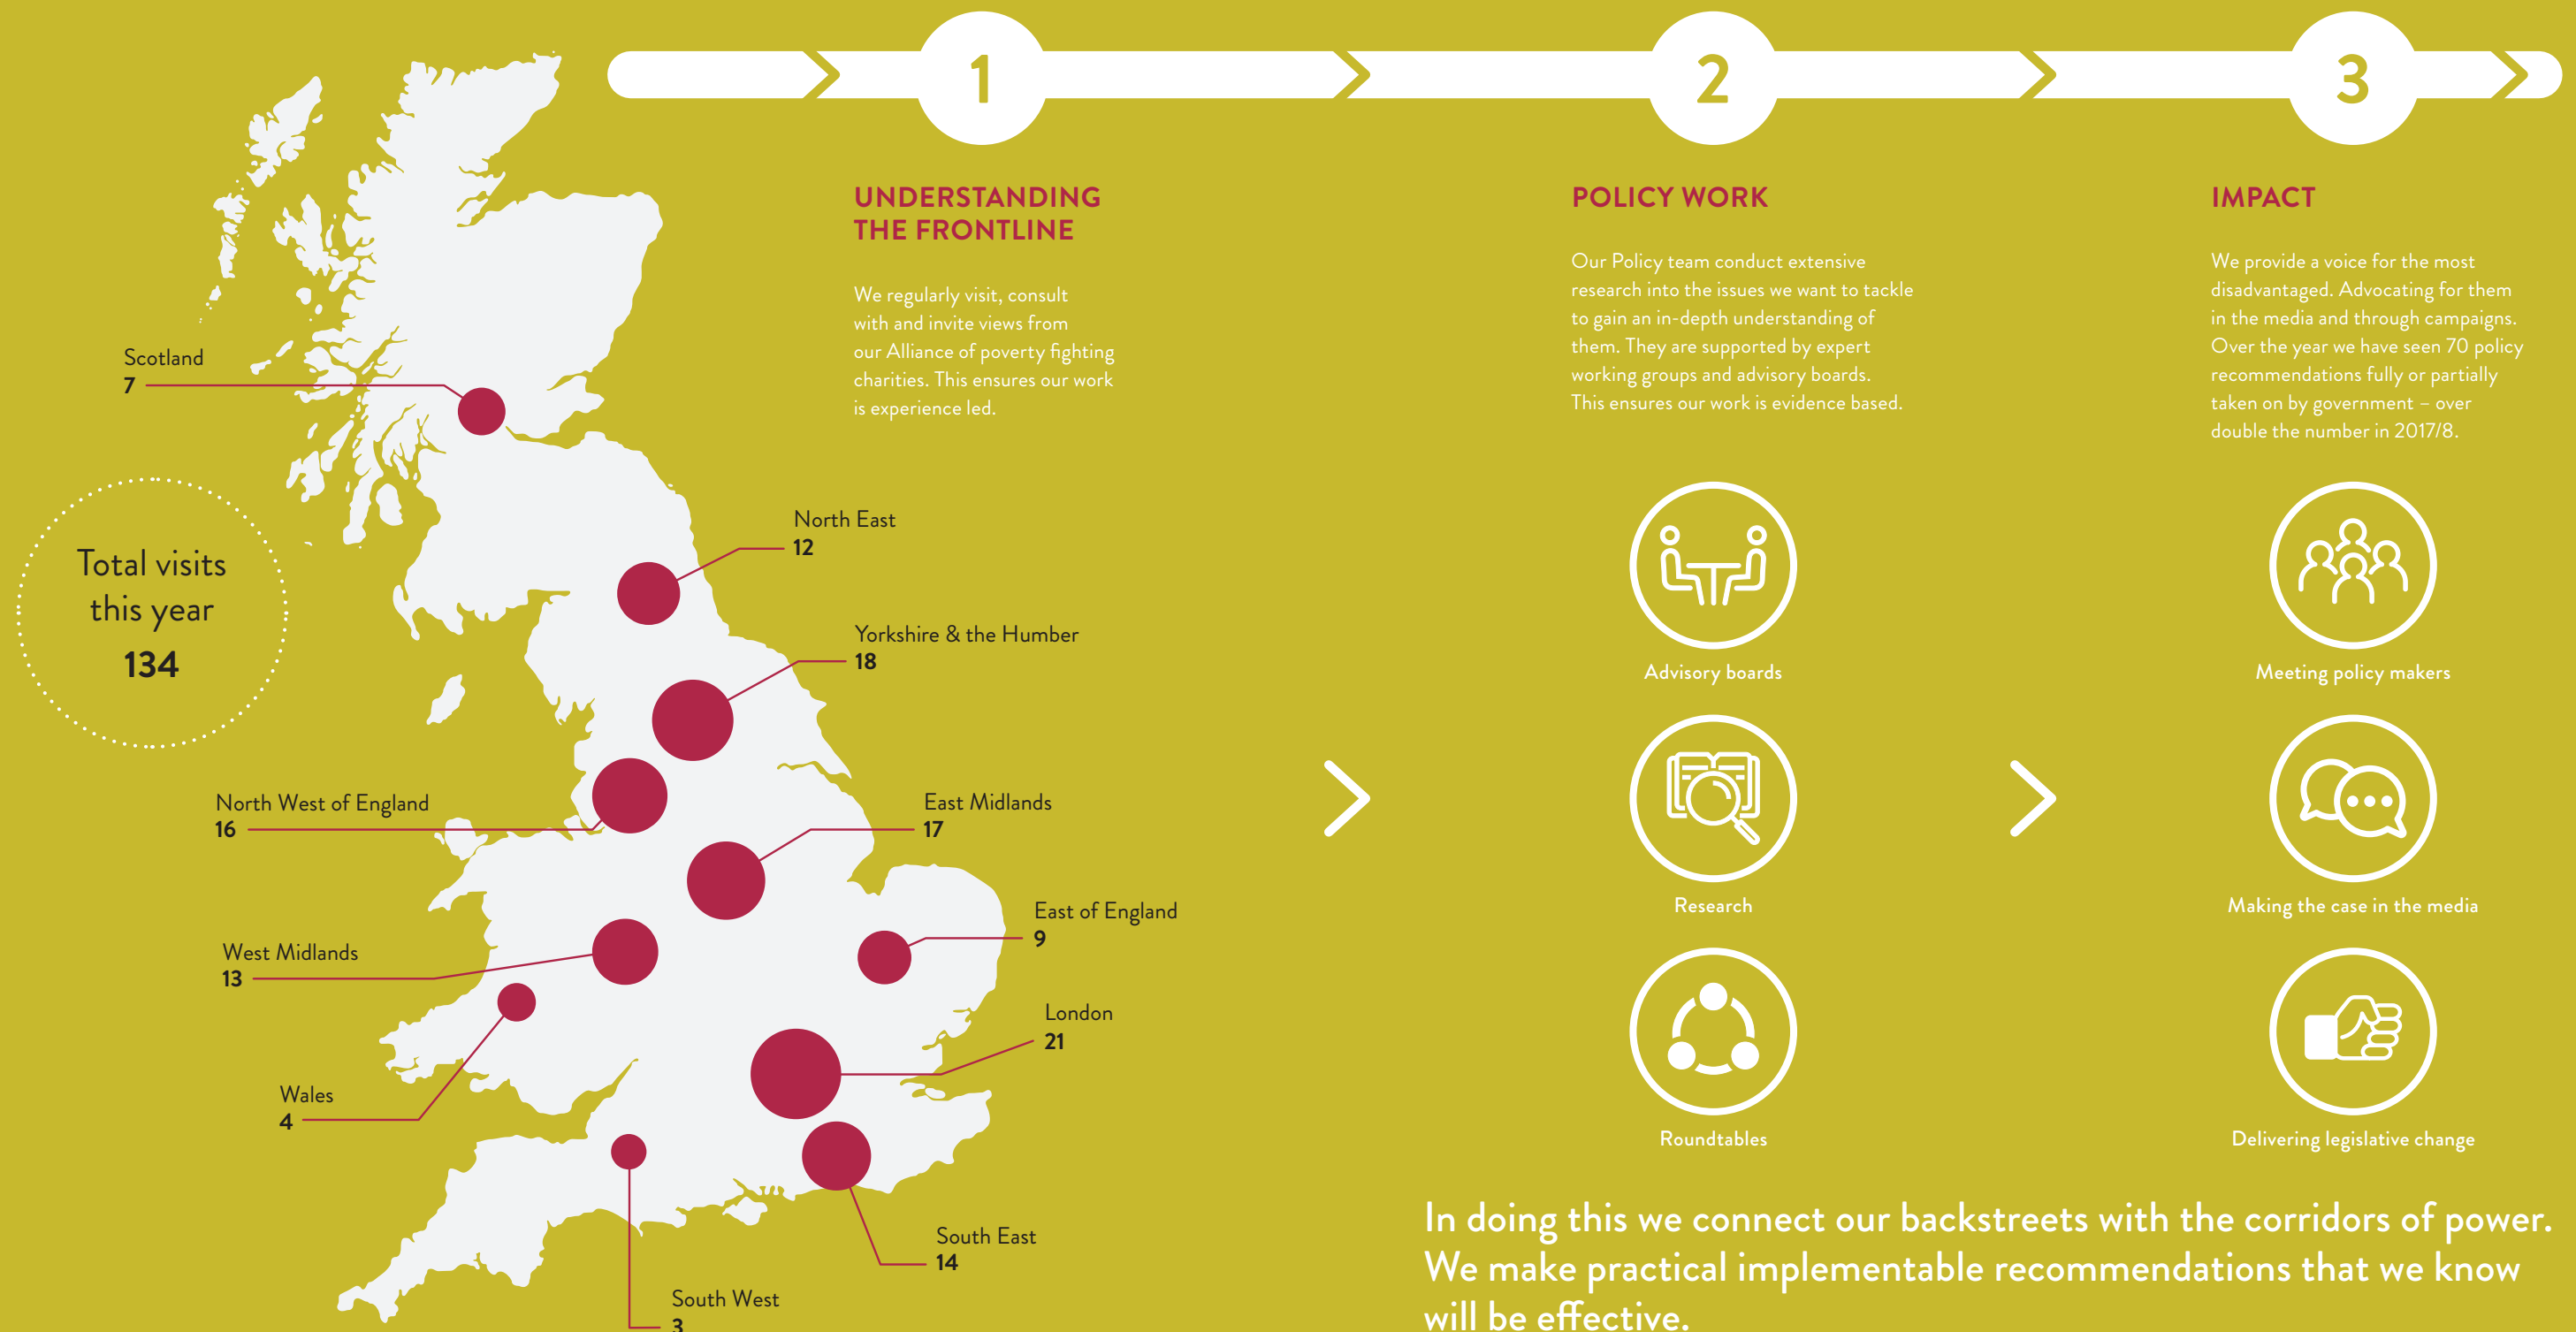 1
2
3
UNDERSTANDING
THE FRONTLINE
We regularly visit, consult
with and invite views from
our Alliance of poverty fighting
charities. This ensures our work
is experience led.
POLICY WORK
Our Policy team conduct extensive
research into the issues we want to tackle
to gain an in-depth understanding of
them. They are supported by expert
working groups and advisory boards.
This ensures our work is evidence based.
IMPACT
We provide a voice for the most
disadvantaged. Advocating for them
in the media and through campaigns.
Over the year we have seen 70 policy
recommendations fully or partially
taken on by government – over
double the number in 2017/8.
Scotland
7
North East
12
Total visits
this year
134
Yorkshire & the Humber
18
North West of England
16
East Midlands
17
East of England
9
West Midlands
13
London
21
Wales
4
South East
14
South West
3
Advisory boards
Research
Roundtables
Meeting policy makers
Making the case in the media
Delivering legislative change
In doing this we connect our backstreets with the corridors of power.
We make practical implementable recommendations that we know
will be effective.